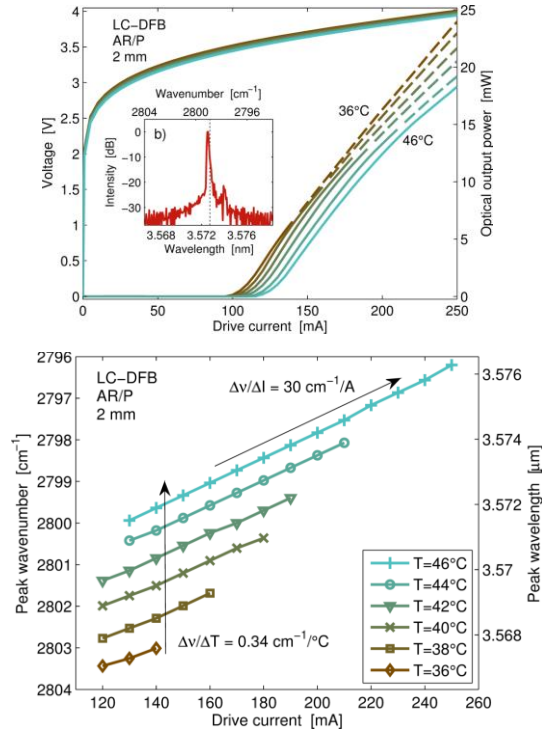 LC-DFB
AR/P
2 mm
Voltage [V]
4
3.5
3
2.5
2
1.5
1
0.5
0
Optical output power [mW]
25
20
15
10
5
0
Drive current [mA]
0 50 100 150 200 250
36°C
46°C
Wavenumber [cm⁻¹]
2804 2800 2796
b)
Intensity [dB]
0
−10
−20
−30
3.568 3.572 3.576
Wavelength [nm]
LC-DFB
AR/P
2 mm
Δν/ΔI = 30 cm⁻¹/A
Δν/ΔT = 0.34 cm⁻¹/°C
Peak wavenumber [cm⁻¹]
2796
2797
2798
2799
2800
2801
2802
2803
2804
Peak wavelength [μm]
3.576
3.574
3.572
3.57
3.568
T=46°C
T=44°C
T=42°C
T=40°C
T=38°C
T=36°C
120 140 160 180 200 220 240 260
Drive current [mA]